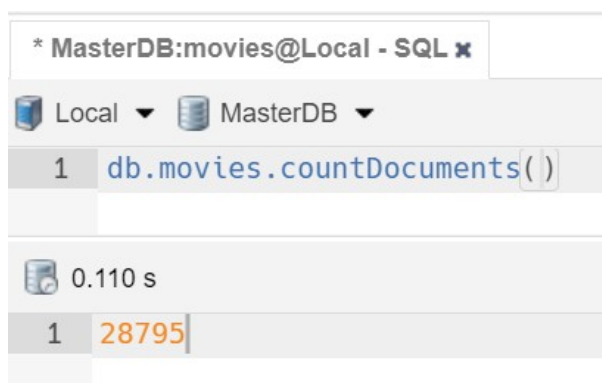 * MasterDB:movies@Local - SQL ×
Local MasterDB
1 db.movies.countDocuments()
0.110 s
1 28795